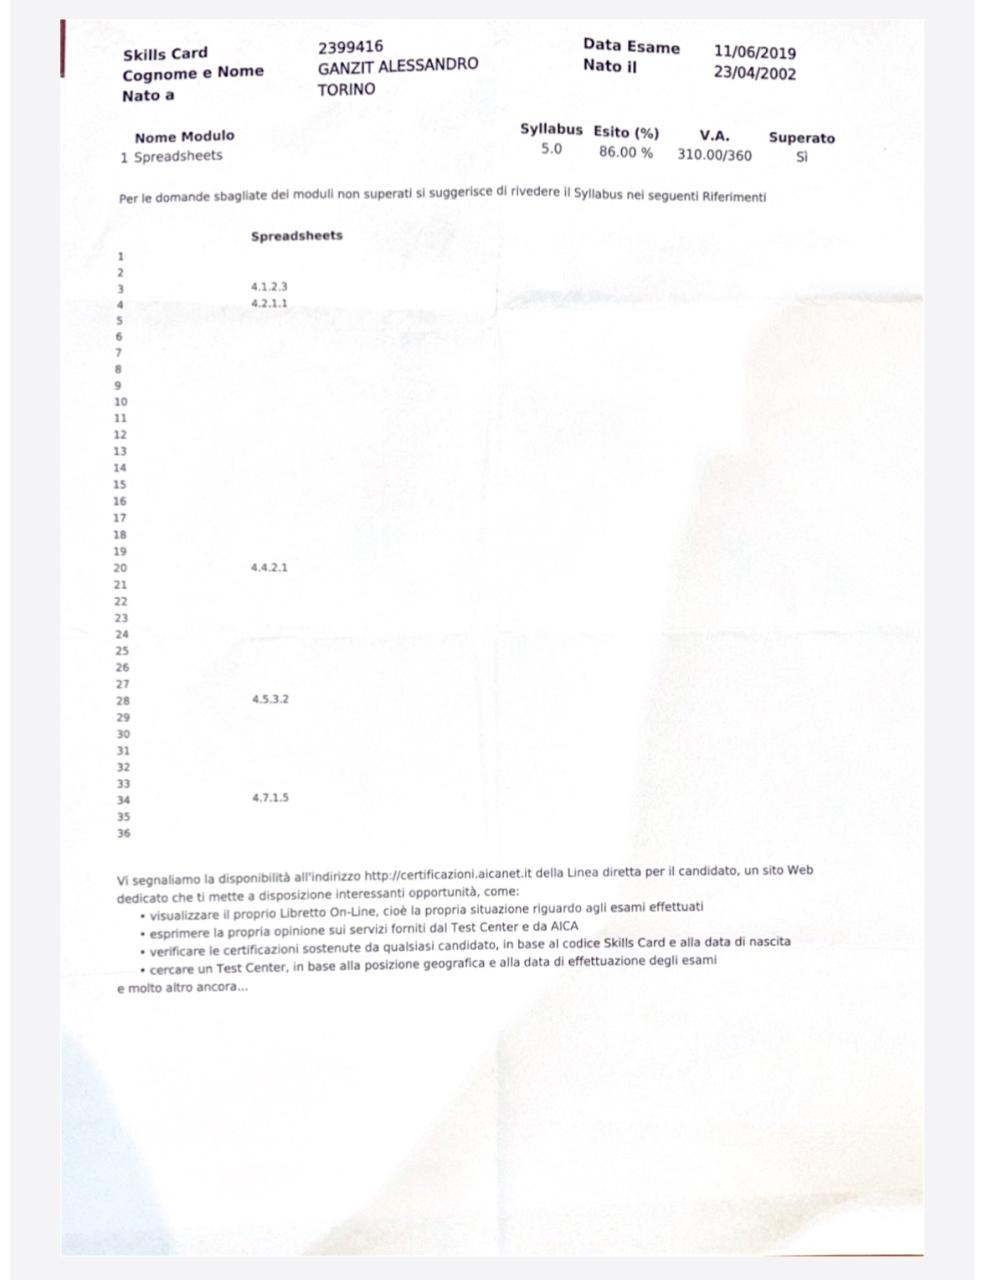 Skills Card 2399416 Data Esame 11/06/2019
Cognome e Nome GANZIT ALESSANDRO Nato il 23/04/2002
Nato a TORINO
Nome Modulo Syllabus Esito (%) V.A. Superato
1 Spreadsheets 5.0 86.00 % 310.00/360 Sì
Per le domande sbagliate dei moduli non superati si suggerisce di rivedere il Syllabus nei seguenti Riferimenti
Spreadsheets
1
2
3 4.1.2.3
4 4.2.1.1
5
6
7
8
9
10
11
12
13
14
15
16
17
18
19
20 4.4.2.1
21
22
23
24
25
26
27
28 4.5.3.2
29
30
31
32
33
34 4.7.1.5
35
36
Vi segnaliamo la disponibilità all'indirizzo http://certificazioni.aicanet.it della Linea diretta per il candidato, un sito Web
dedicato che ti mette a disposizione interessanti opportunità, come:
• visualizzare il proprio Libretto On-Line, cioè la propria situazione riguardo agli esami effettuati
• esprimere la propria opinione sui servizi forniti dal Test Center e da AICA
• verificare le certificazioni sostenute da qualsiasi candidato, in base al codice Skills Card e alla data di nascita
• cercare un Test Center, in base alla posizione geografica e alla data di effettuazione degli esami
e molto altro ancora...